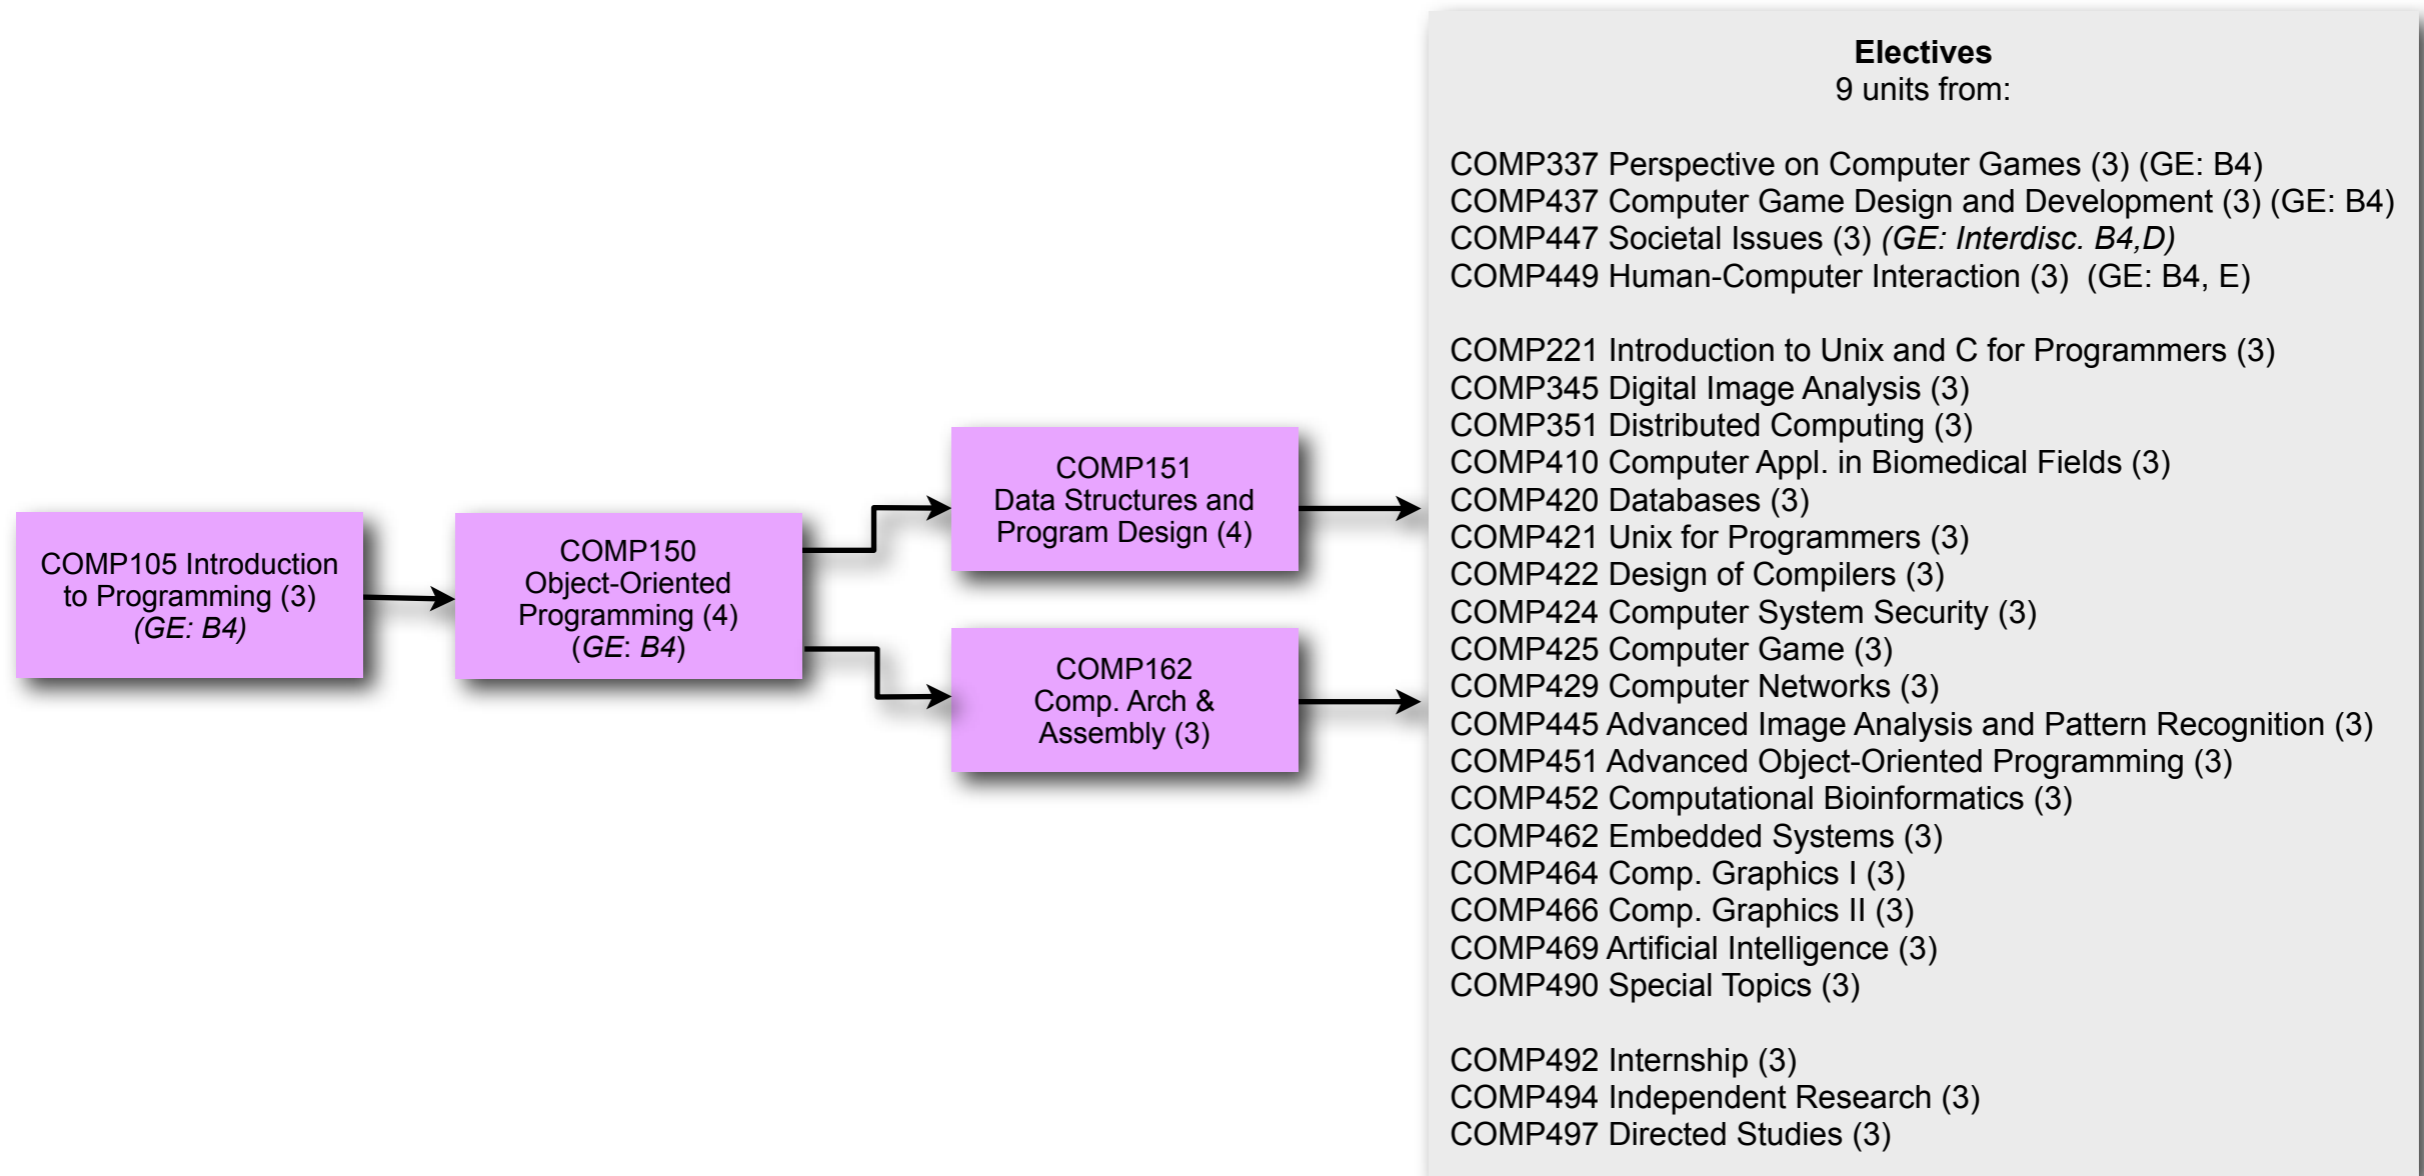 COMP105 Introduction
to Programming (3)
(GE: B4)
COMP150
Object-Oriented
Programming (4)
(GE: B4)
COMP151
Data Structures and
Program Design (4)
COMP162
Comp. Arch &
Assembly (3)
Electives
9 units from:
COMP337 Perspective on Computer Games (3) (GE: B4)
COMP437 Computer Game Design and Development (3) (GE: B4)
COMP447 Societal Issues (3) (GE: Interdisc. B4,D)
COMP449 Human-Computer Interaction (3)  (GE: B4, E)
COMP221 Introduction to Unix and C for Programmers (3)
COMP345 Digital Image Analysis (3)
COMP351 Distributed Computing (3)
COMP410 Computer Appl. in Biomedical Fields (3)
COMP420 Databases (3)
COMP421 Unix for Programmers (3)
COMP422 Design of Compilers (3)
COMP424 Computer System Security (3)
COMP425 Computer Game (3)
COMP429 Computer Networks (3)
COMP445 Advanced Image Analysis and Pattern Recognition (3)
COMP451 Advanced Object-Oriented Programming (3)
COMP452 Computational Bioinformatics (3)
COMP462 Embedded Systems (3)
COMP464 Comp. Graphics I (3)
COMP466 Comp. Graphics II (3)
COMP469 Artificial Intelligence (3)
COMP490 Special Topics (3)
COMP492 Internship (3)
COMP494 Independent Research (3)
COMP497 Directed Studies (3)